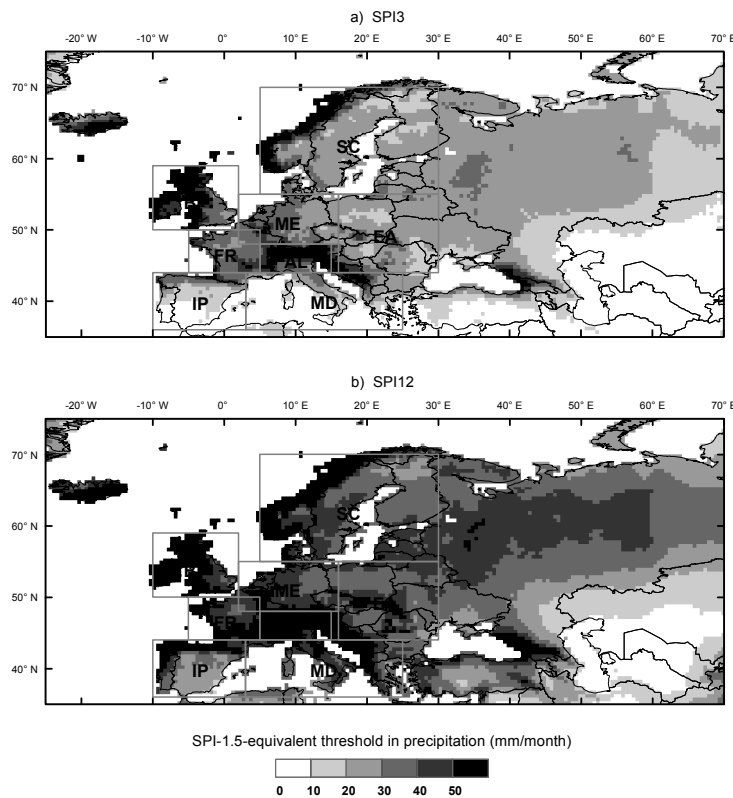 a) SPI3
20° W 10° W 0° 10° E 20° E 30° E 40° E 50° E 60° E 70° E
70° N
60° N
50° N
40° N
SC
ME
EA
FR
AL
IP
MD
b) SPI12
20° W 10° W 0° 10° E 20° E 30° E 40° E 50° E 60° E 70° E
70° N
60° N
50° N
40° N
SC
ME
FR
IP
MD
SPI-1.5-equivalent threshold in precipitation (mm/month)
0 10 20 30 40 50